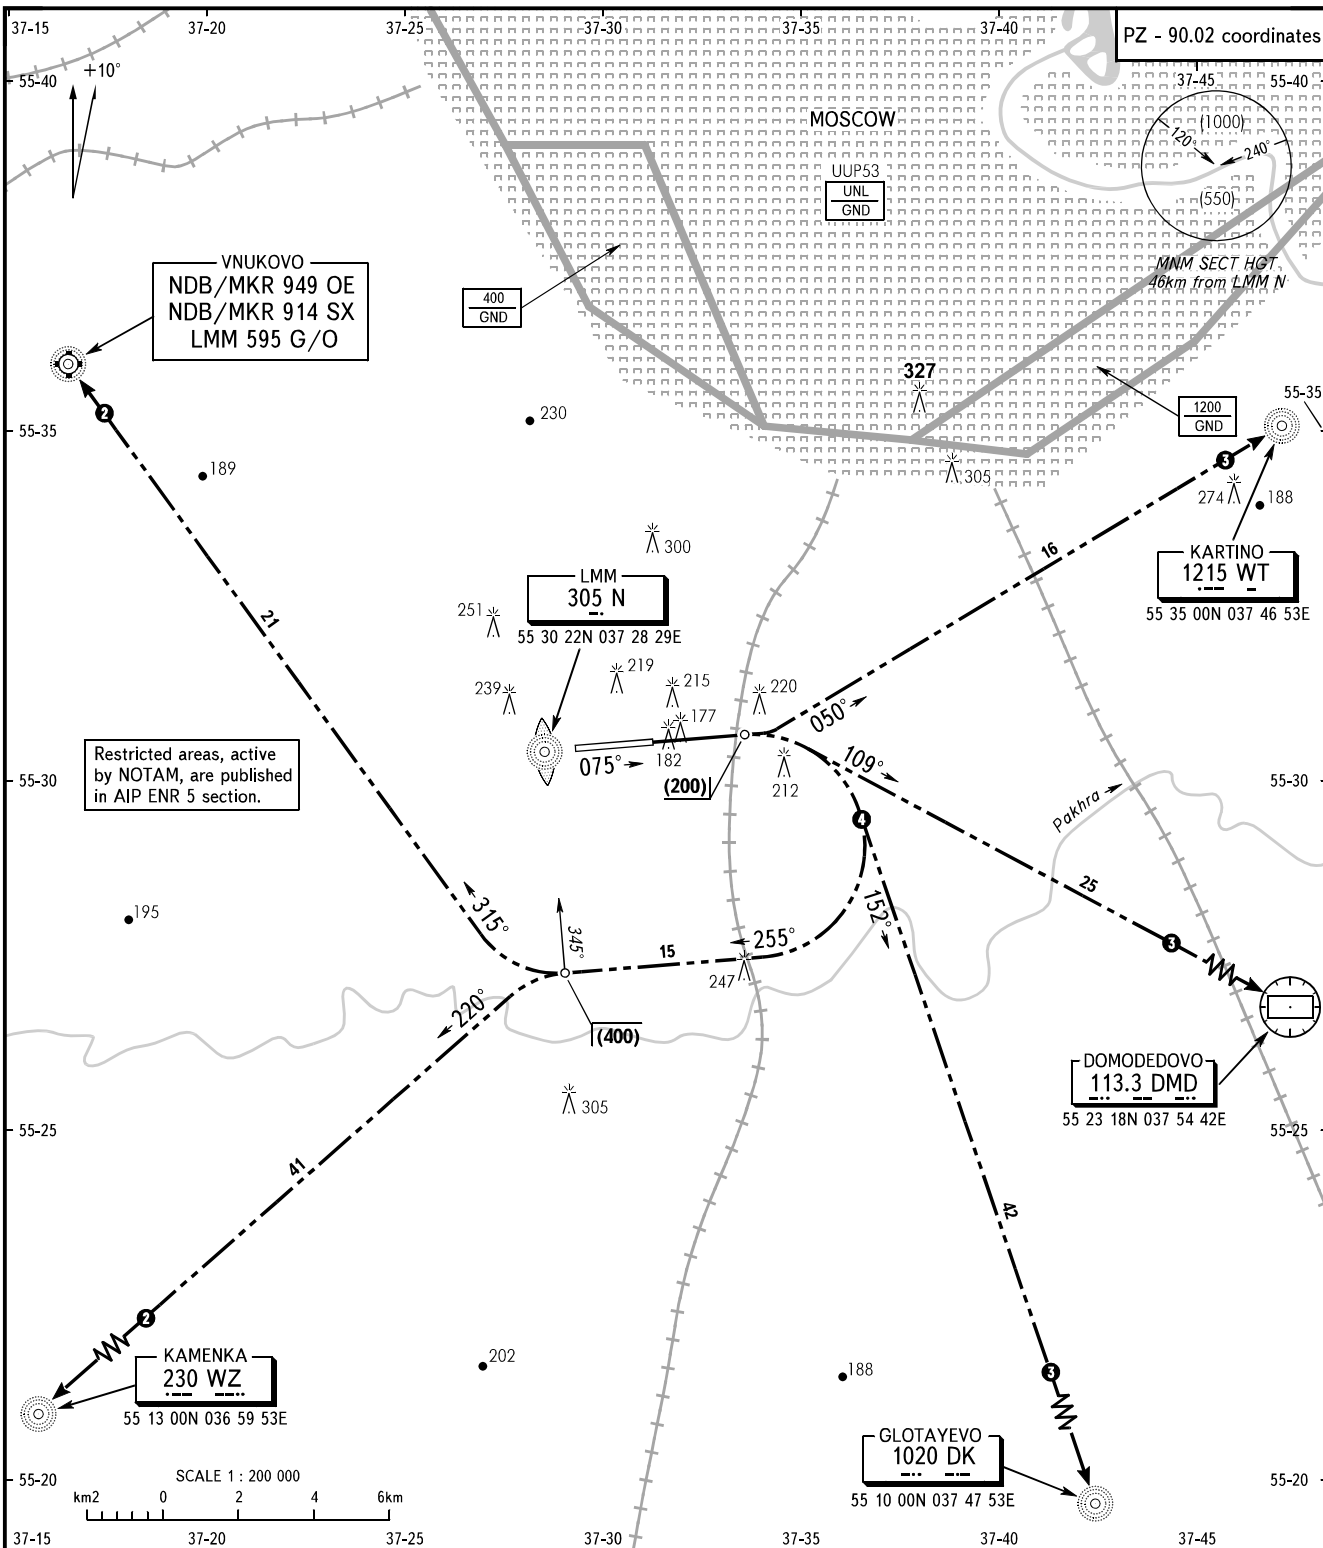 37-15
37-20
37-25
37-30
37-35
37-40
PZ - 90.02 coordinates
37-45
55-40
55-40
+10°
MOSCOW
(1000)
120°
240°
(550)
UUP53
UNL
GND
MNM SECT HGT
46km from LMM N
VNUKOVO
NDB/MKR 949 OE
NDB/MKR 914 SX
LMM 595 G/O
400
GND
327
1200
GND
55-35
55-35
2
230
189
305
3
274
188
300
16
KARTINO
1215 WT
55 35 00N 037 46 53E
LMM
305 N
55 30 22N 037 28 29E
251
21
219
239
215
220
177
182
050°
075°
(200)
109°
212
Restricted areas, active
by NOTAM, are published
in AIP ENR 5 section.
55-30
55-30
Pakhra
4
25
195
315°
345°
152°
255°
15
247
3
220°
(400)
305
DOMODEDOVO
113.3 DMD
55 23 18N 037 54 42E
55-25
55-25
41
42
2
KAMENKA
230 WZ
55 13 00N 036 59 53E
202
188
3
GLOTAYEVO
1020 DK
55 10 00N 037 47 53E
SCALE 1 : 200 000
km2 0 2 4 6km
55-20
55-20
37-15
37-20
37-25
37-30
37-35
37-40
37-45